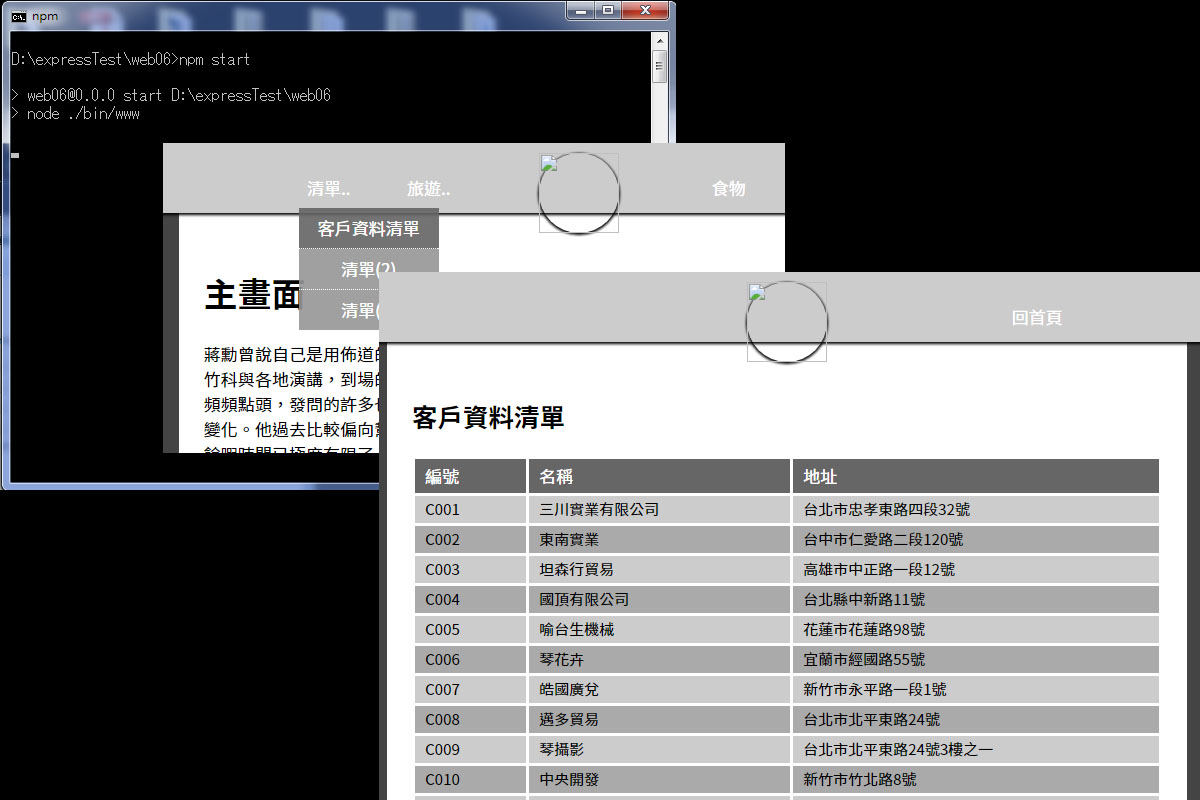 npm
D:\expressTest\web06>npm start
> web06@0.0.0 start D:\expressTest\web06
> node ./bin/www
清單..
旅遊..
食物
客戶資料清單
清單(2)
清單(
主畫面
蔣勳曾說自己是用佈道的
竹科與各地演講，到場的
頻頻點頭，發問的許多
變化。他過去比較偏向
餘暇時間已極度有限了
回首頁
客戶資料清單
編號 名稱 地址
C001 三川實業有限公司 台北市忠孝東路四段32號
C002 東南實業 台中市仁愛路二段120號
C003 坦森行貿易 高雄市中正路一段12號
C004 國頂有限公司 台北縣中新路11號
C005 喻台生機械 花蓮市花蓮路98號
C006 琴花卉 宜蘭市經國路55號
C007 皓國廣兌 新竹市永平路一段1號
C008 邁多貿易 台北市北平東路24號
C009 琴攝影 台北市北平東路24號3樓之一
C010 中央開發 新竹市竹北路8號